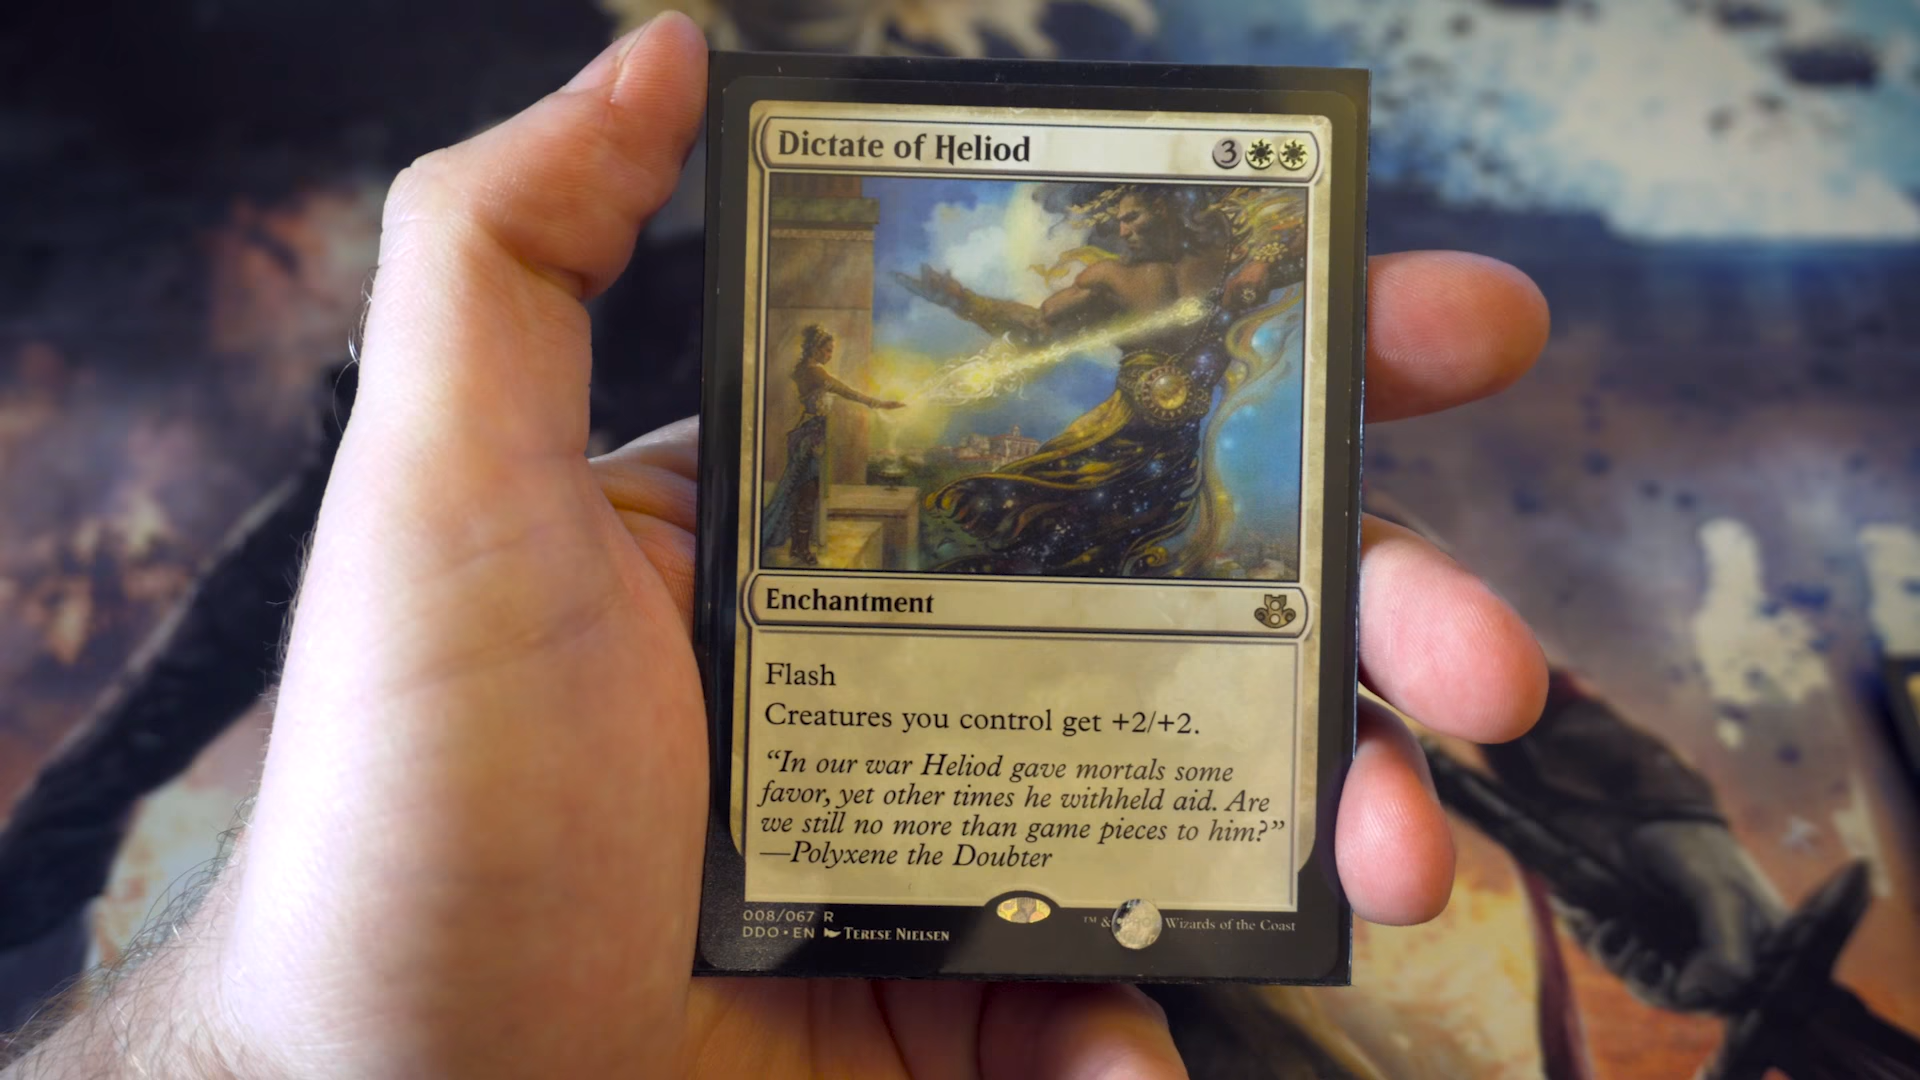 Dictate of Heliod
3
Enchantment
Flash
Creatures you control get +2/+2.
“In our war Heliod gave mortals some
favor, yet other times he withheld aid. Are
we still no more than game pieces to him?”
—Polyxene the Doubter
008/067 R
DDO • EN Terese Nielsen
™ & Wizards of the Coast